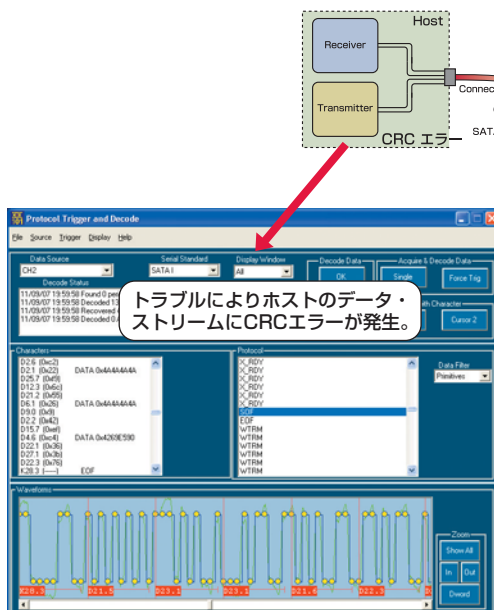 Host
Receiver
Connec
Transmitter
CRC エラー
SATA
Protocol Trigger and Decode
File Source Trigger Display Help
Data Source
Serial Standard
Display Window
Decode Data
Acquire & Decode Data
CH2
SATA I
All
OK
Single
Force Trig
Decode Status
11/09/07 19:59:58 Found 0 per
11/09/07 19:59:58 Decoded 13
11/09/07 19:59:58 Recovered
11/09/07 19:59:58 Decoded 0
トラブルによりホストのデータ・
ストリームにCRCエラーが発生。
Character
Cursor 2
Characters
Protocol
Data Filter
Primitives
D2.6 (0xc2)
D2.1 (0x22) DATA:0x4A4A4A4A
D25.7 (0xf9)
D12.3 (0x6c)
D21.2 (0x55)
D6.1 (0x26) DATA:0x4A4A4A4A
D9.0 (0x9)
D2.2 (0x42)
D15.7 (0xef)
D4.6 (0xc4) DATA:0x4269E590
D22.1 (0x36)
D27.1 (0x3b)
D22.3 (0x76)
K28.3 (----) EOF
X_RDY
X_RDY
X_RDY
X_RDY
X_RDY
X_RDY
SOF
EOF
WTRM
WTRM
WTRM
WTRM
WTRM
WTRM
Waveforms
K28.3
D21.5
D23.1
D23.1
D21.6
D22.3
D
Zoom
Show All
In
Out
Dword